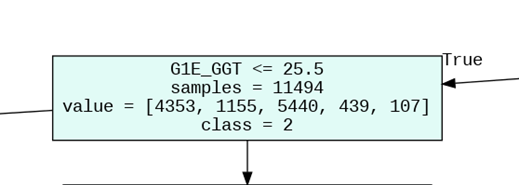 True
G1E_GGT <= 25.5
samples = 11494
value = [4353, 1155, 5440, 439, 107]
class = 2